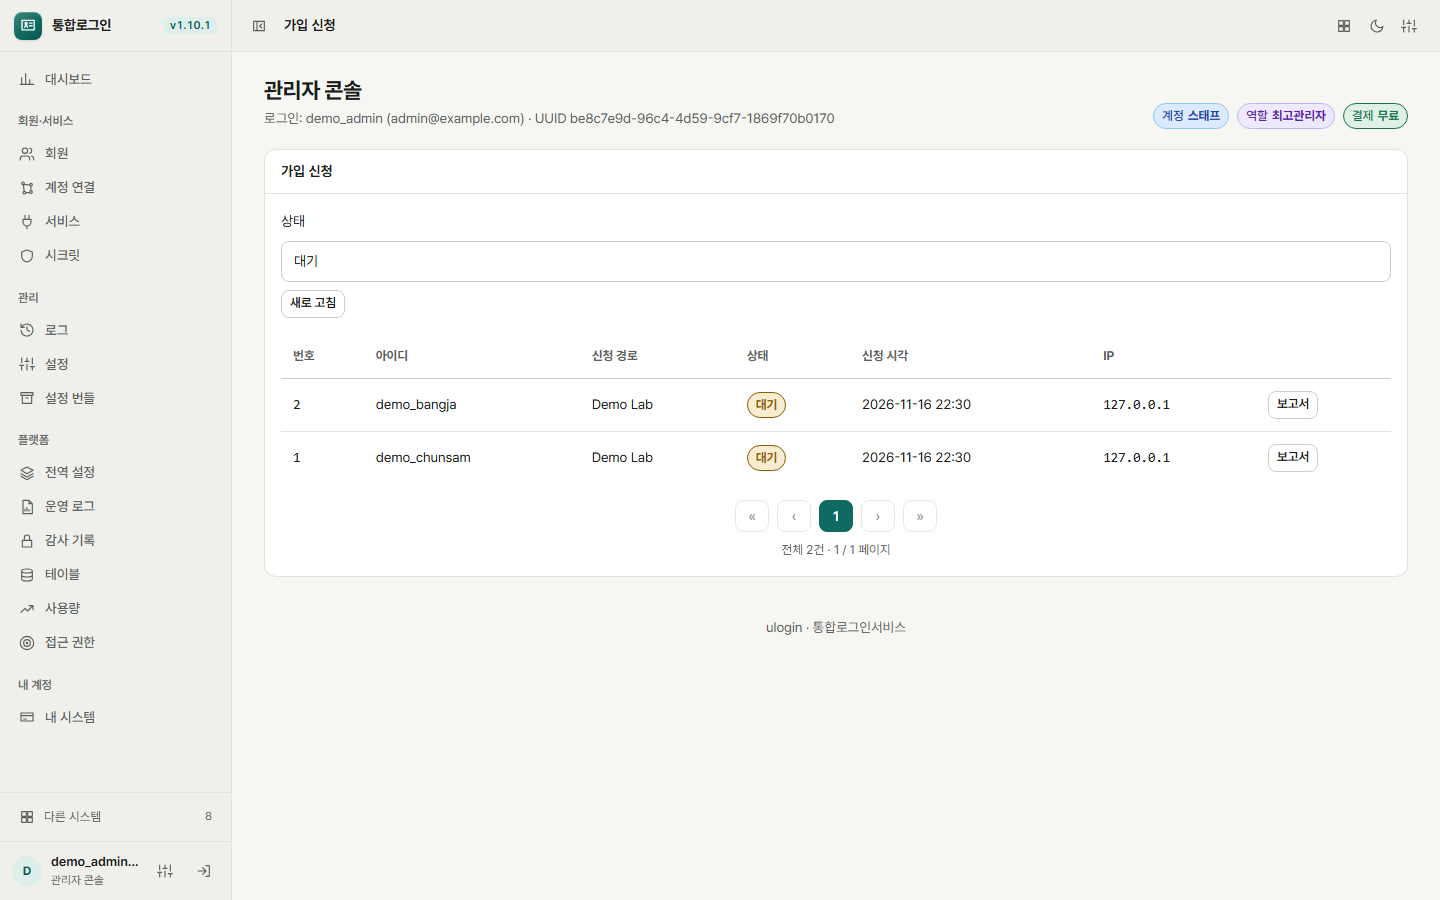 통합로그인 v1.10.1
가입 신청
대시보드
회원·서비스
회원
계정 연결
서비스
시크릿
관리
로그
설정
설정 번들
플랫폼
전역 설정
운영 로그
감사 기록
테이블
사용량
접근 권한
내 계정
내 시스템
다른 시스템 8
D
demo_admin...
관리자 콘솔
관리자 콘솔
로그인: demo_admin (admin@example.com) · UUID be8c7e9d-96c4-4d59-9cf7-1869f70b0170
계정 스태프 역할 최고관리자 결제 무료
가입 신청
상태
대기
새로 고침
번호 아이디 신청 경로 상태 신청 시각 IP
2 demo_bangja Demo Lab 대기 2026-11-16 22:30 127.0.0.1 보고서
1 demo_chunsam Demo Lab 대기 2026-11-16 22:30 127.0.0.1 보고서
« ‹ 1 › »
전체 2건 · 1 / 1 페이지
ulogin · 통합로그인서비스